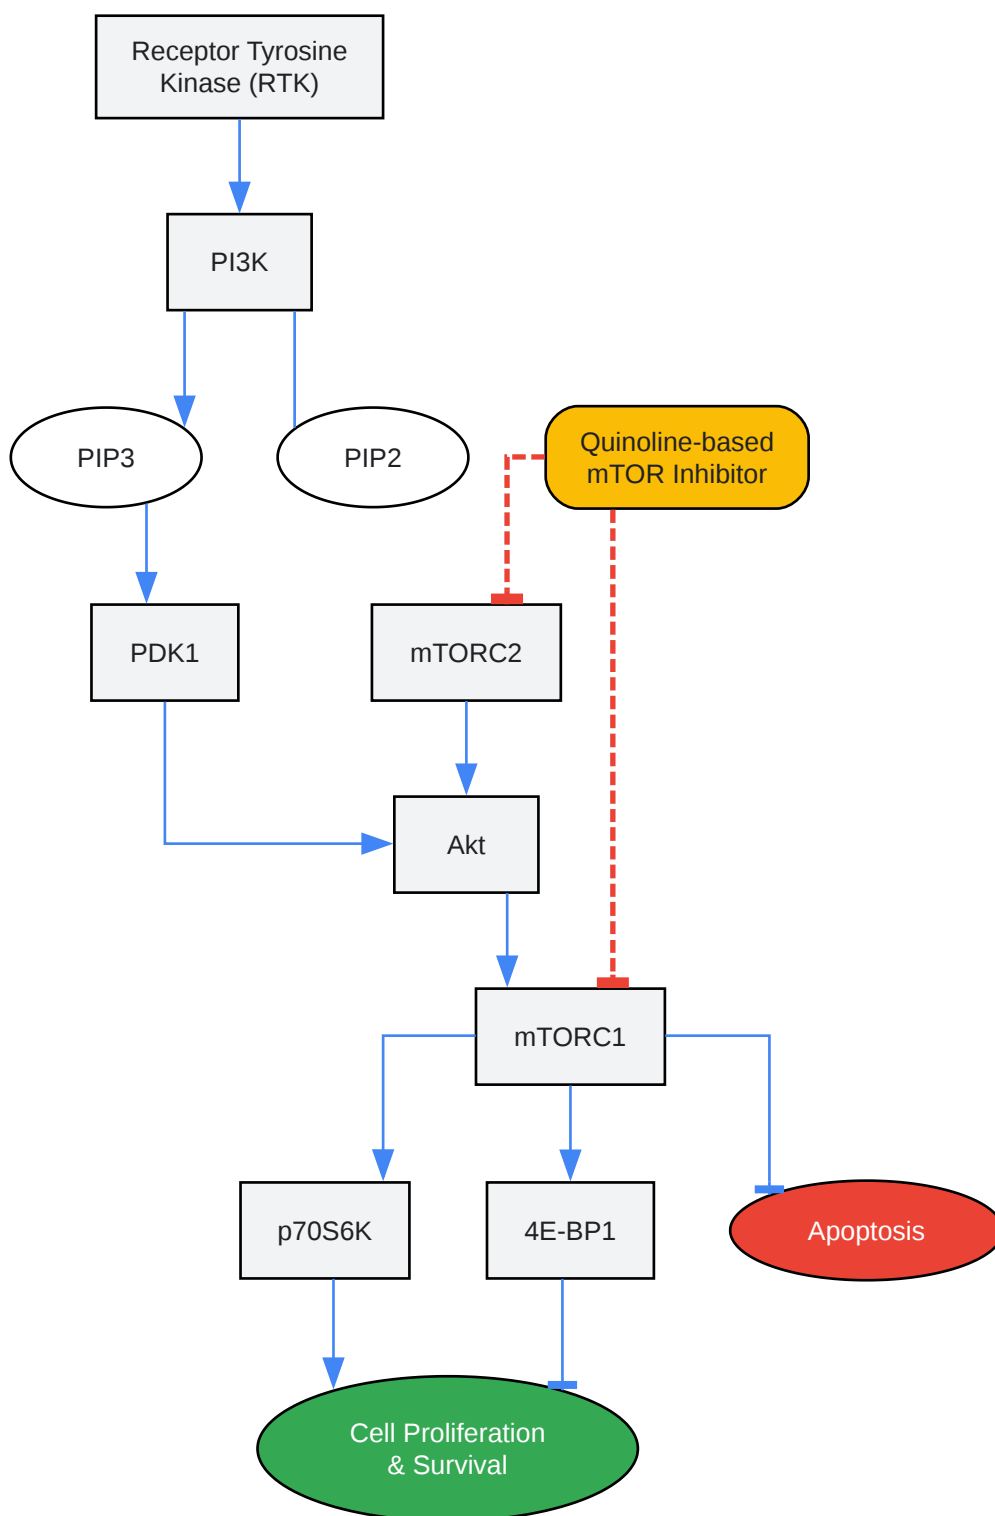 Receptor Tyrosine
Kinase (RTK)
PI3K
PIP3
PIP2
Quinoline-based
mTOR Inhibitor
PDK1
mTORC2
Akt
mTORC1
p70S6K
4E-BP1
Apoptosis
Cell Proliferation
& Survival